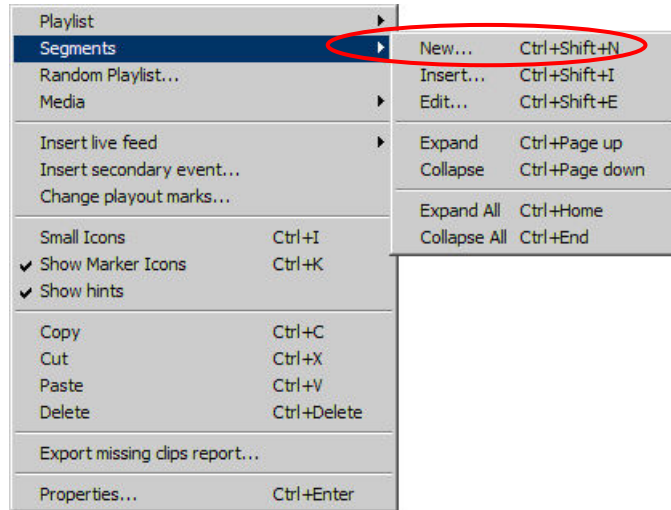 Playlist
Segments
Random Playlist...
Media
Insert live feed
Insert secondary event...
Change playout marks...
Small Icons Ctrl+I
Show Marker Icons Ctrl+K
Show hints
Copy Ctrl+C
Cut Ctrl+X
Paste Ctrl+V
Delete Ctrl+Delete
Export missing clips report...
Properties... Ctrl+Enter
New... Ctrl+Shift+N
Insert... Ctrl+Shift+I
Edit... Ctrl+Shift+E
Expand Ctrl+Page up
Collapse Ctrl+Page down
Expand All Ctrl+Home
Collapse All Ctrl+End